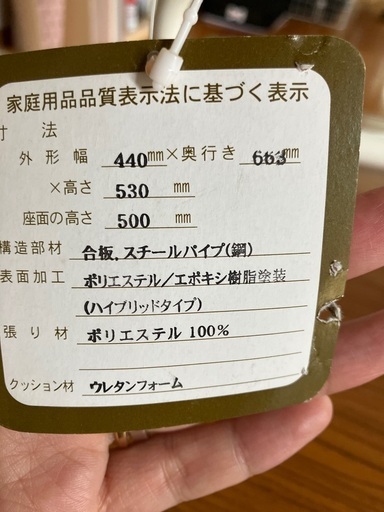 家庭用品品質表示法に基づく表示
寸法
外形幅 440mm×奥行き 663mm
×高さ 530 mm
座面の高さ 500 mm
構造部材 合板,スチールパイプ(鋼)
表面加工 ポリエステル/エポキシ樹脂塗装
(ハイブリッドタイプ)
張り材 ポリエステル 100%
クッション材 ウレタンフォーム